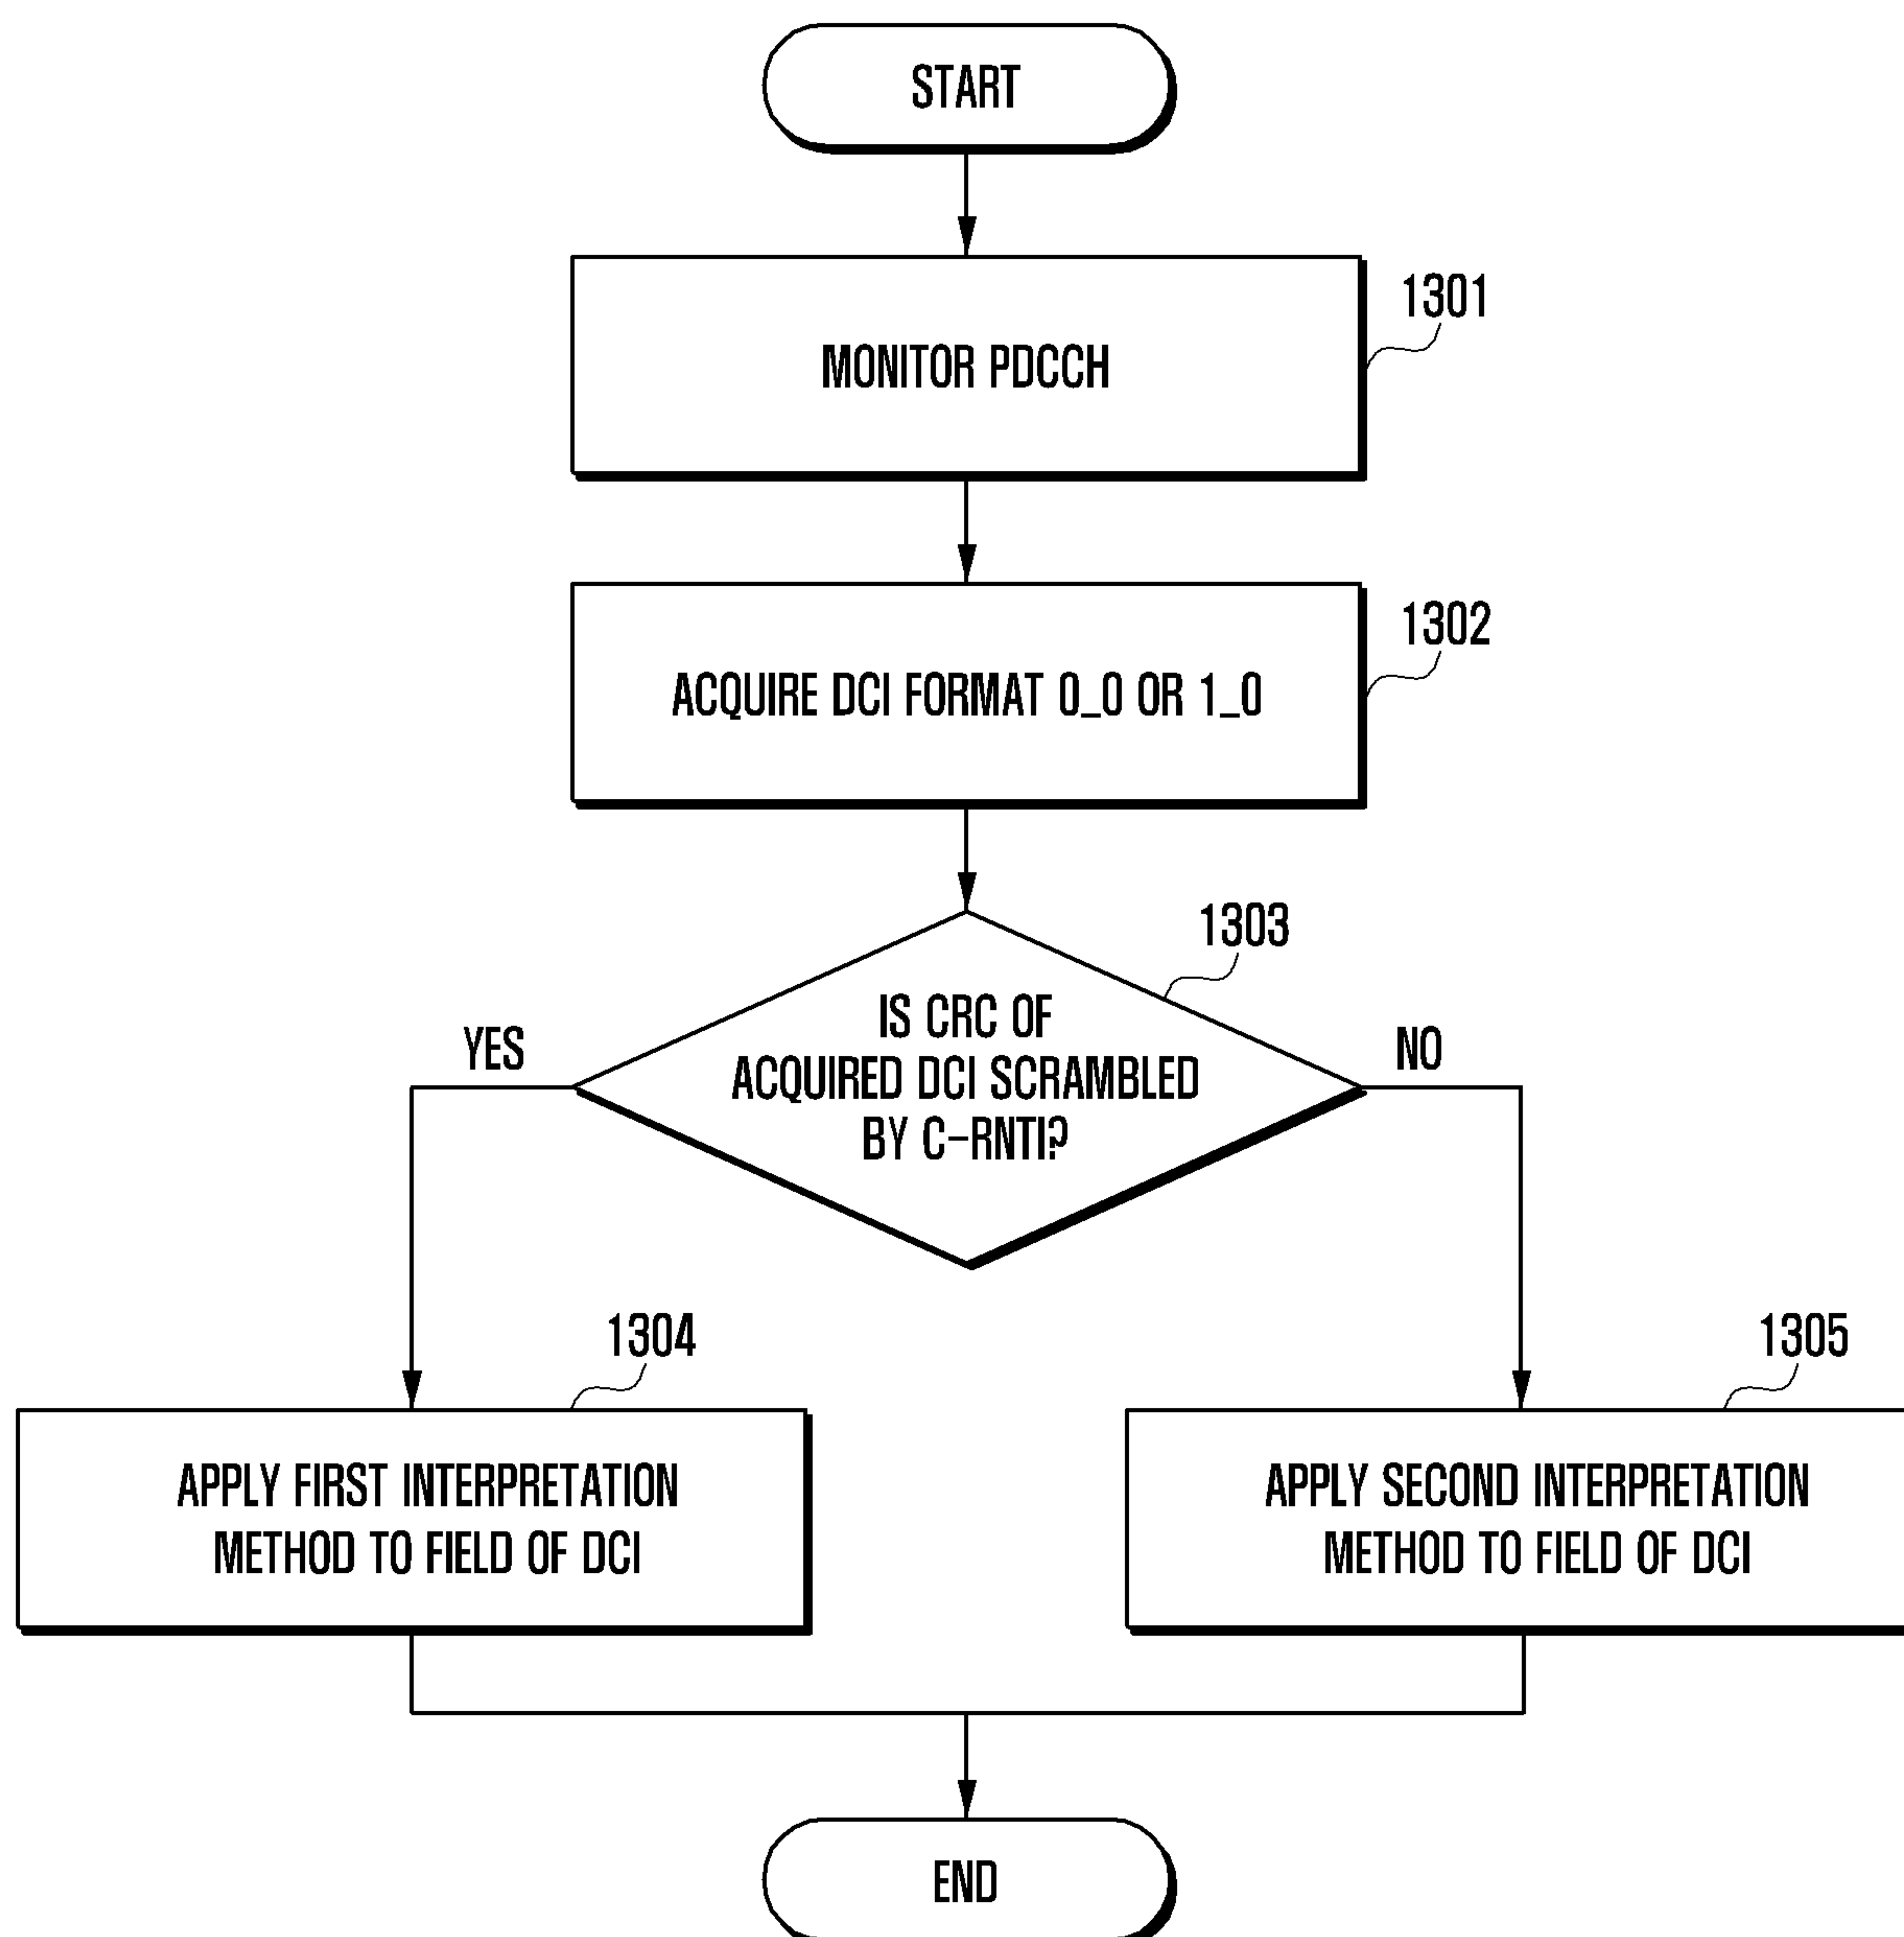 START
1301
MONITOR PDCCH
1302
ACQUIRE DCI FORMAT 0_0 OR 1_0
1303
IS CRC OF
ACQUIRED DCI SCRAMBLED
BY C-RNTI?
YES
NO
1304
APPLY FIRST INTERPRETATION
METHOD TO FIELD OF DCI
1305
APPLY SECOND INTERPRETATION
METHOD TO FIELD OF DCI
END